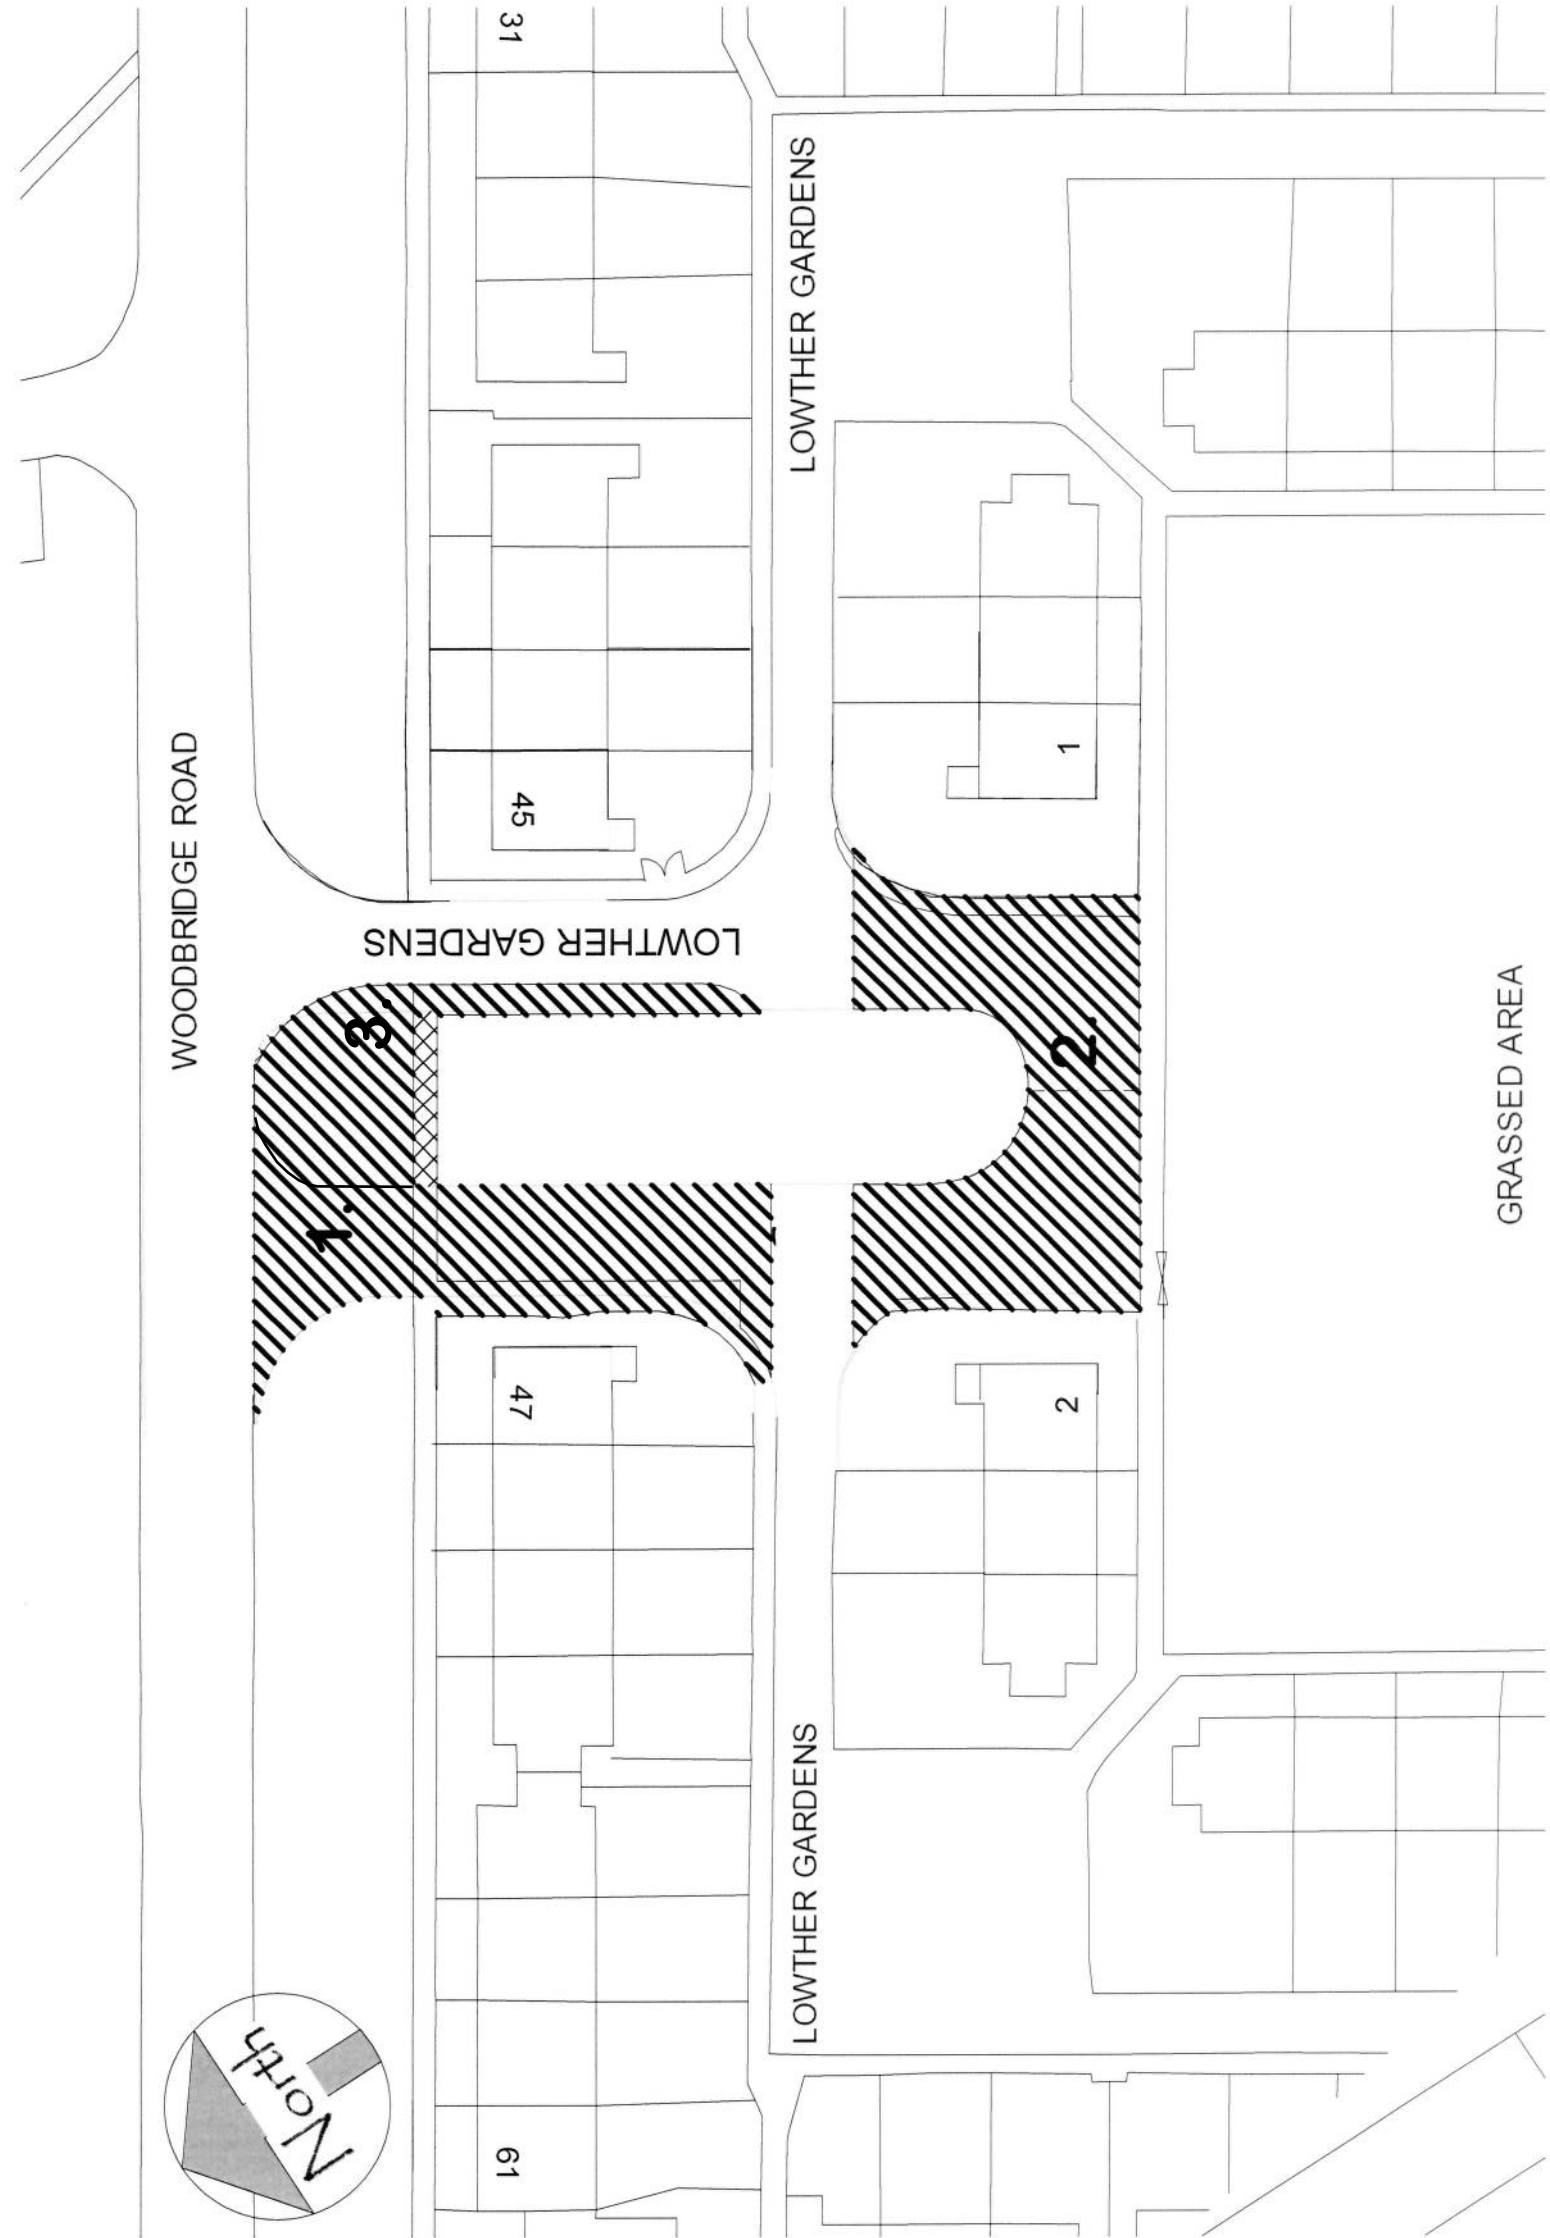 31
LOWTHER GARDENS
WOODBRIDGE ROAD
45
1
LOWTHER GARDENS
3.
2.
1.
GRASSED AREA
47
2
LOWTHER GARDENS
North
61